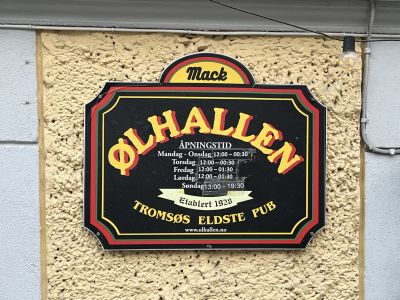 Mack
ØLHALLEN
ÅPNINGSTID
Mandag - Onsdag 12:00 - 00:30
Torsdag 12:00 - 00:30
Fredag 12:00 - 01:30
Lørdag 12:00 - 01:30
Søndag 13:00 - 19:30
Etablert 1928
TROMSØS ELDSTE PUB
www.olhallen.no